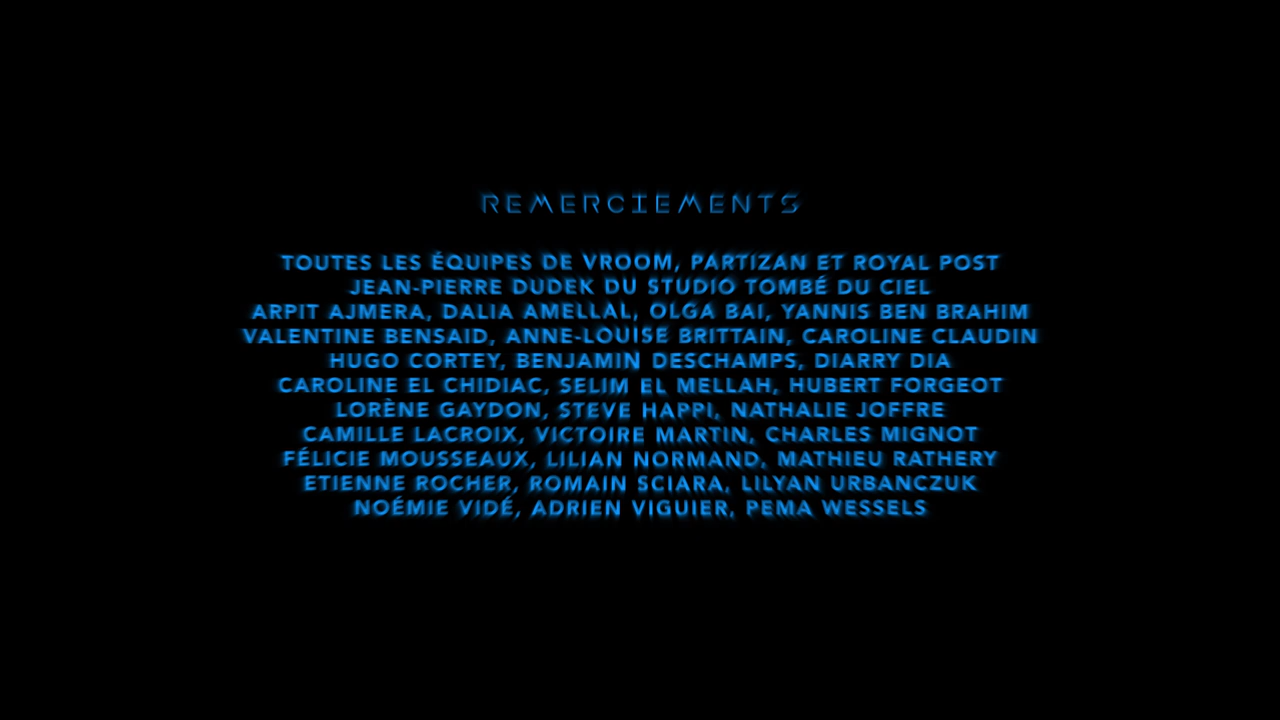 REMERCIEMENTS
TOUTES LES ÉQUIPES DE VROOM, PARTIZAN ET ROYAL POST
JEAN-PIERRE DUDEK DU STUDIO TOMBÉ DU CIEL
ARPIT AJMERA, DALIA AMELLAL, OLGA BAI, YANNIS BEN BRAHIM
VALENTINE BENSAID, ANNE-LOUISE BRITTAIN, CAROLINE CLAUDIN
HUGO CORTEY, BENJAMIN DESCHAMPS, DIARRY DIA
CAROLINE EL CHIDIAC, SELIM EL MELLAH, HUBERT FORGEOT
LORÈNE GAYDON, STEVE HAPPI, NATHALIE JOFFRE
CAMILLE LACROIX, VICTOIRE MARTIN, CHARLES MIGNOT
FÉLICIE MOUSSEAUX, LILIAN NORMAND, MATHIEU RATHERY
ETIENNE ROCHER, ROMAIN SCIARA, LILYAN URBANCZUK
NOÉMIE VIDÉ, ADRIEN VIGUIER, PEMA WESSELS